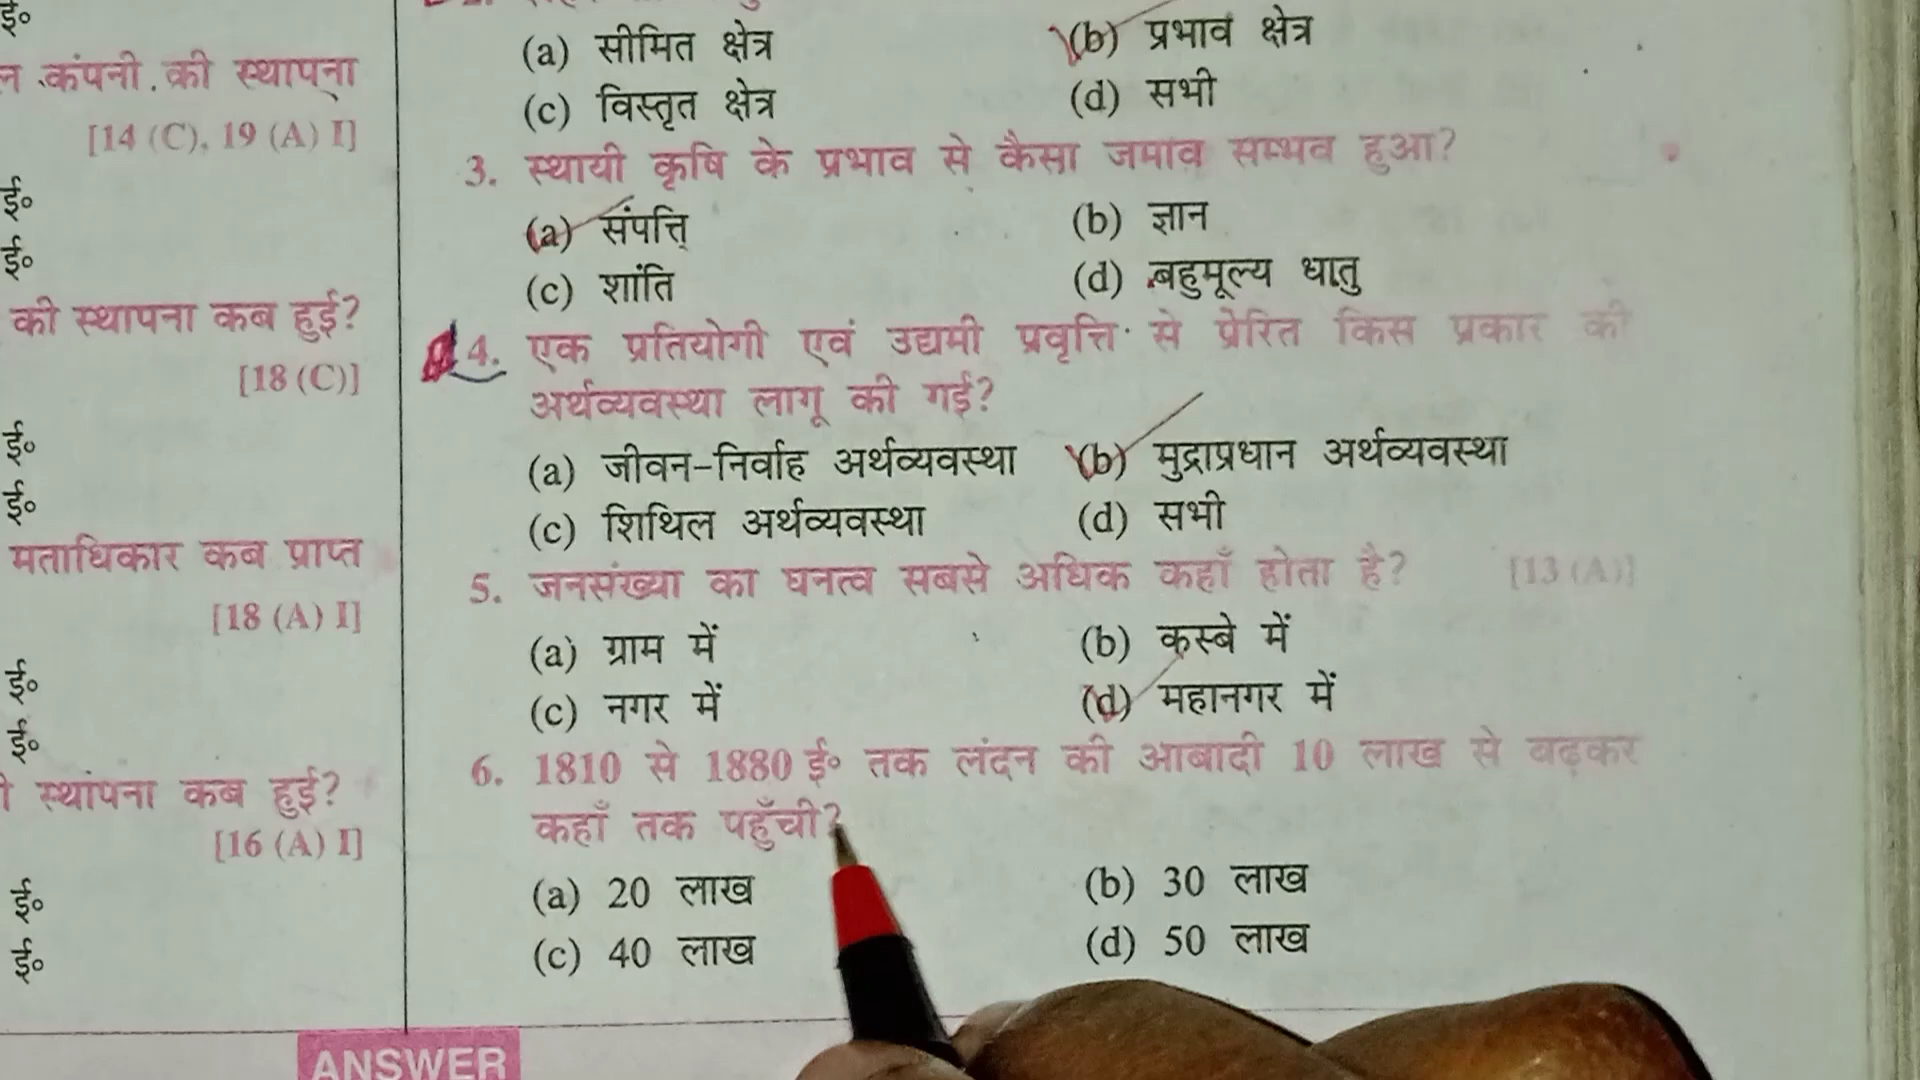 ई०
कंपनी की स्थापना
[14 (C), 19 (A) I]
ई०
ई०
की स्थापना कब हुई?
[18 (C)]
ई०
ई०
मताधिकार कब प्राप्त
[18 (A) I]
ई०
ई०
स्थापना कब हुई?
[16 (A) I]
ई०
ई०
(a) सीमित क्षेत्र (b) प्रभाव क्षेत्र
(c) विस्तृत क्षेत्र (d) सभी
3. स्थायी कृषि के प्रभाव से कैसा जमाव सम्भव हुआ?
(a) संपत्ति (b) ज्ञान
(c) शांति (d) बहुमूल्य धातु
4. एक प्रतियोगी एवं उद्यमी प्रवृत्ति से प्रेरित किस प्रकार की
अर्थव्यवस्था लागू की गई?
(a) जीवन-निर्वाह अर्थव्यवस्था (b) मुद्राप्रधान अर्थव्यवस्था
(c) शिथिल अर्थव्यवस्था (d) सभी
5. जनसंख्या का घनत्व सबसे अधिक कहाँ होता है? [13 (A)]
(a) ग्राम में (b) कस्बे में
(c) नगर में (d) महानगर में
6. 1810 से 1880 ई० तक लंदन की आबादी 10 लाख से बढ़कर
कहाँ तक पहुँची?
(a) 20 लाख (b) 30 लाख
(c) 40 लाख (d) 50 लाख
ANSWER